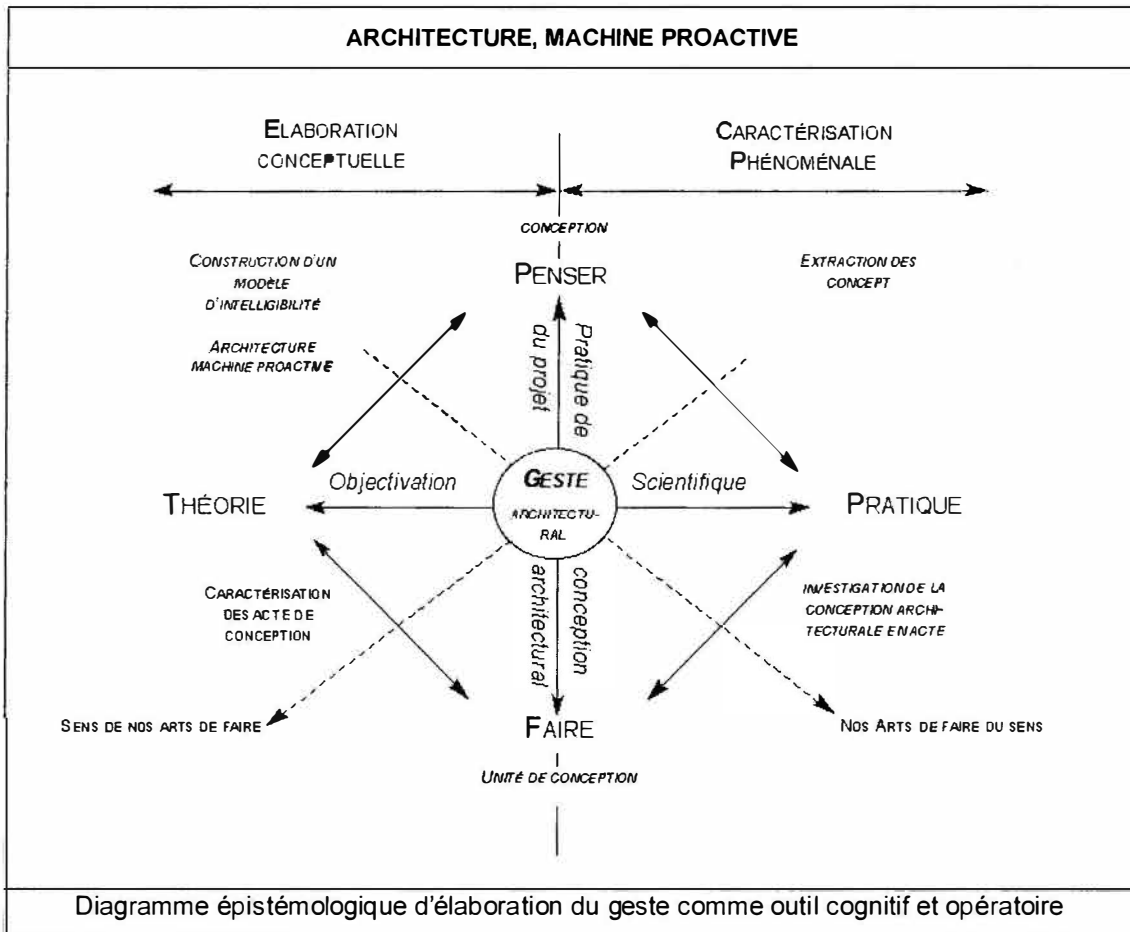 ARCHITECTURE, MACHINE PROACTIVE
ELABORATION
CONCEPTUELLE
CARACTÉRISATION
PHÉNOMÉNALE
CONCEPTION
PENSER
CONSTRUCTION D'UN
MODÈLE
D'INTELLIGIBILITÉ
EXTRACTION DES
CONCEPT
ARCHITECTURE
MACHINE PROACTIVE
Pratique de
du projet
THÉORIE
Objectivation
GESTE
ARCHITECTU-
RAL
Scientifique
PRATIQUE
CARACTÉRISATION
DES ACTE DE
CONCEPTION
conception
architectural
INVESTIGATION DE LA
CONCEPTION ARCHI-
TECTURALE EN ACTE
SENS DE NOS ARTS DE FAIRE
FAIRE
NOS ARTS DE FAIRE DU SENS
UNITÉ DE CONCEPTION
Diagramme épistémologique d'élaboration du geste comme outil cognitif et opératoire